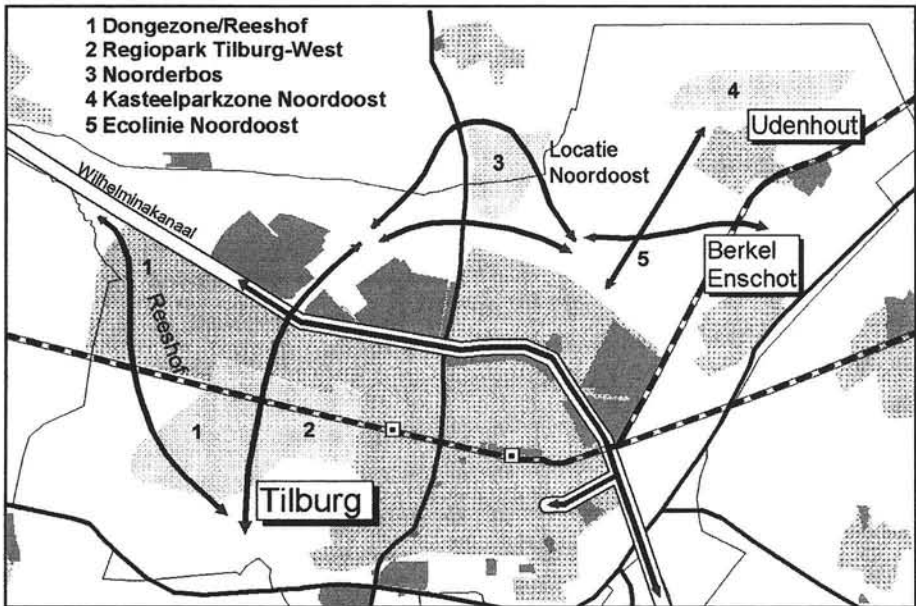 1 Dongezone/Reeshof
2 Regiopark Tilburg-West
3 Noorderbos
4 Kasteelparkzone Noordoost
5 Ecolinie Noordoost
4
Udenhout
3
Locatie
Noordoost
Wilhelminakanaal
1
Reeshof
5
Berkel
Enschot
1
2
Tilburg